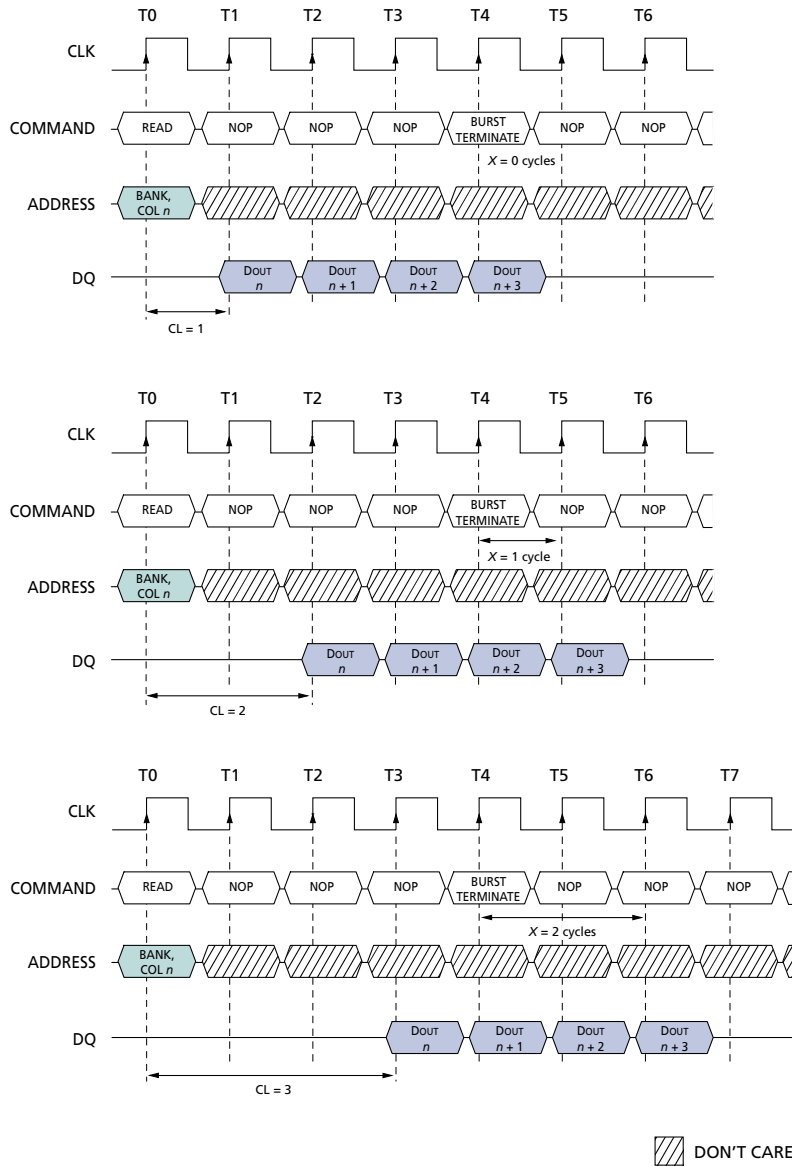 T0 T1 T2 T3 T4 T5 T6
CLK
COMMAND READ NOP NOP NOP BURST TERMINATE NOP NOP
X = 0 cycles
ADDRESS BANK, COL n
DQ DOUT n DOUT n + 1 DOUT n + 2 DOUT n + 3
CL = 1
T0 T1 T2 T3 T4 T5 T6
CLK
COMMAND READ NOP NOP NOP BURST TERMINATE NOP NOP
X = 1 cycle
ADDRESS BANK, COL n
DQ DOUT n DOUT n + 1 DOUT n + 2 DOUT n + 3
CL = 2
T0 T1 T2 T3 T4 T5 T6 T7
CLK
COMMAND READ NOP NOP NOP BURST TERMINATE NOP NOP NOP
X = 2 cycles
ADDRESS BANK, COL n
DQ DOUT n DOUT n + 1 DOUT n + 2 DOUT n + 3
CL = 3
DON'T CARE